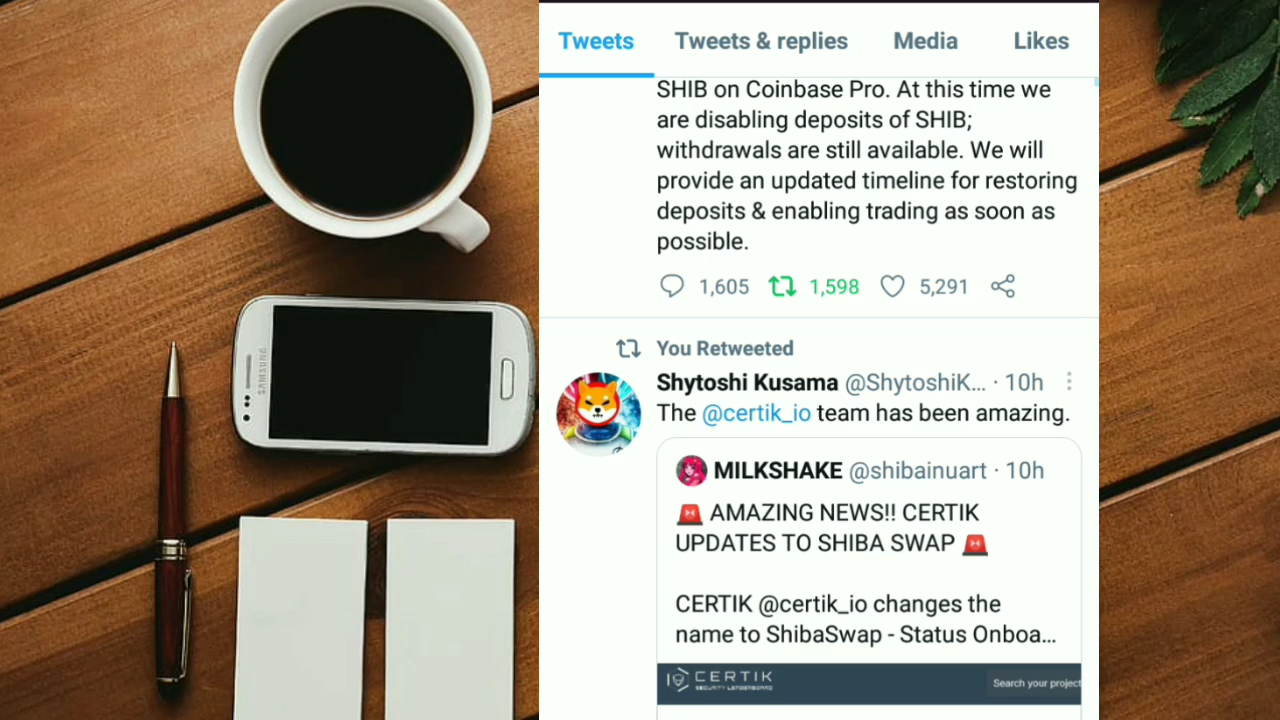 Tweets Tweets & replies Media Likes
SHIB on Coinbase Pro. At this time we
are disabling deposits of SHIB;
withdrawals are still available. We will
provide an updated timeline for restoring
deposits & enabling trading as soon as
possible.
1,605 1,598 5,291
You Retweeted
Shytoshi Kusama @ShytoshiK... · 10h
The @certik_io team has been amazing.
MILKSHAKE @shibainuart · 10h
🚨 AMAZING NEWS!! CERTIK
UPDATES TO SHIBA SWAP 🚨
CERTIK @certik_io changes the
name to ShibaSwap - Status Onboa...
CERTIK
SECURITY LEADERBOARD
Search your project
SAMSUNG